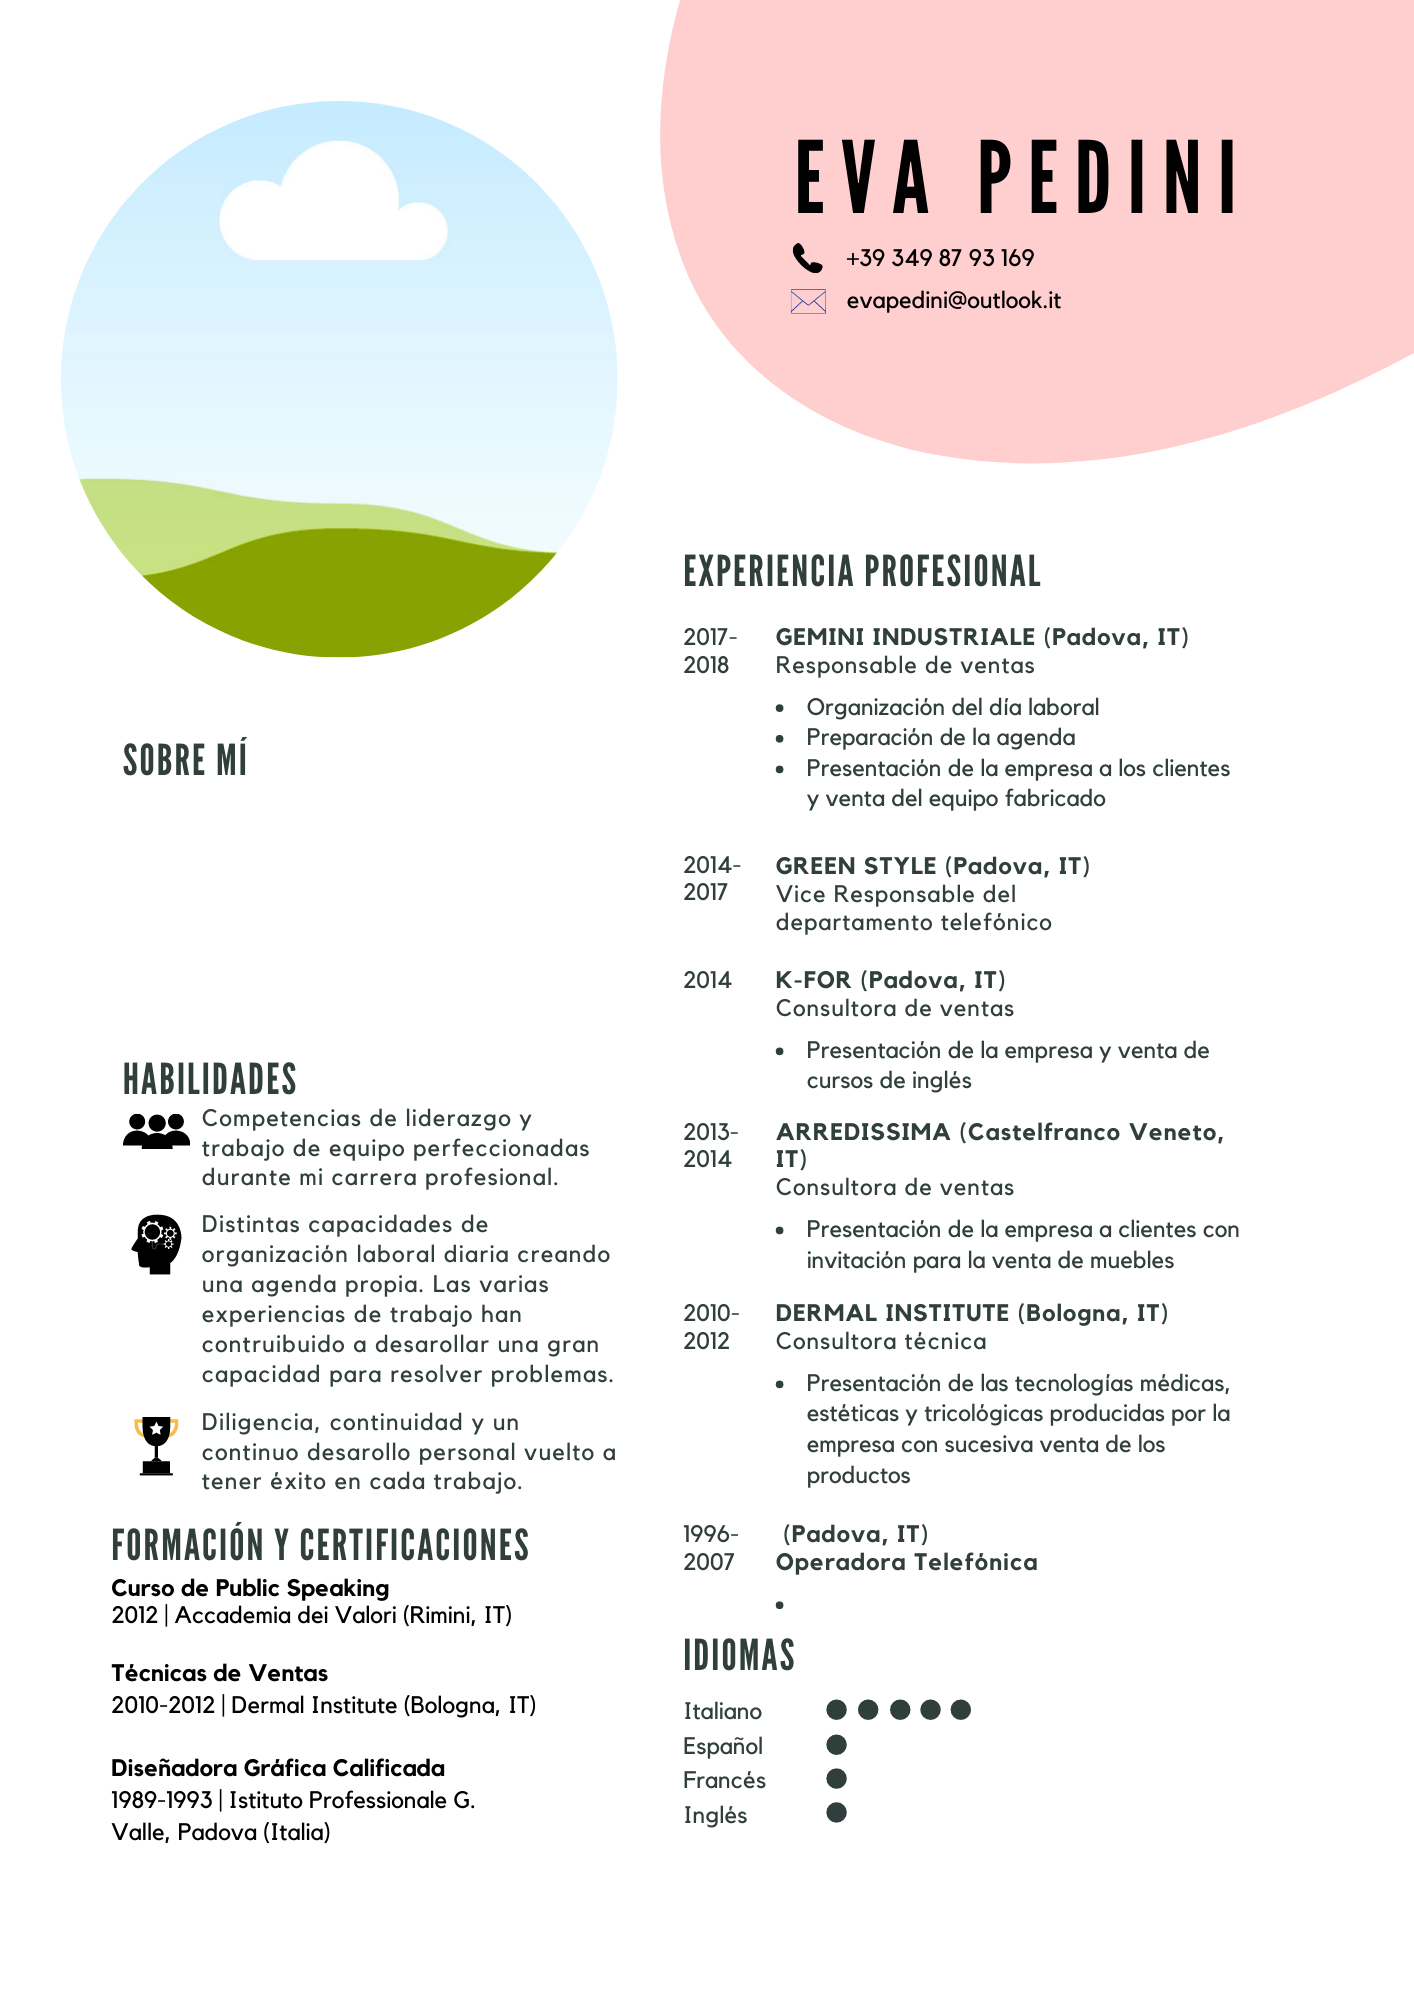 EVA PEDINI
+39 349 87 93 169
evapedini@outlook.it
SOBRE MÍ
HABILIDADES
Competencias de liderazgo y
trabajo de equipo perfeccionadas
durante mi carrera profesional.
Distintas capacidades de
organización laboral diaria creando
una agenda propia. Las varias
experiencias de trabajo han
contruibuido a desarollar una gran
capacidad para resolver problemas.
Diligencia, continuidad y un
continuo desarollo personal vuelto a
tener éxito en cada trabajo.
FORMACIÓN Y CERTIFICACIONES
Curso de Public Speaking
2012 | Accademia dei Valori (Rimini, IT)
Técnicas de Ventas
2010-2012 | Dermal Institute (Bologna, IT)
Diseñadora Gráfica Calificada
1989-1993 | Istituto Professionale G.
Valle, Padova (Italia)
EXPERIENCIA PROFESIONAL
2017-
2018
GEMINI INDUSTRIALE (Padova, IT)
Responsable de ventas
• Organización del día laboral
• Preparación de la agenda
• Presentación de la empresa a los clientes
y venta del equipo fabricado
2014-
2017
GREEN STYLE (Padova, IT)
Vice Responsable del
departamento telefónico
2014
K-FOR (Padova, IT)
Consultora de ventas
• Presentación de la empresa y venta de
cursos de inglés
2013-
2014
ARREDISSIMA (Castelfranco Veneto,
IT)
Consultora de ventas
• Presentación de la empresa a clientes con
invitación para la venta de muebles
2010-
2012
DERMAL INSTITUTE (Bologna, IT)
Consultora técnica
• Presentación de las tecnologías médicas,
estéticas y tricológicas producidas por la
empresa con sucesiva venta de los
productos
1996-
2007
(Padova, IT)
Operadora Telefónica
•
IDIOMAS
Italiano
Español
Francés
Inglés